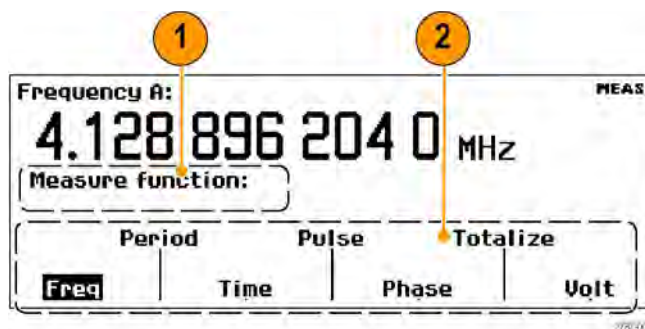 1 2
Frequency A: MEAS
4.128 896 204 0 MHz
Measure function:
Period Pulse Totalize
Freq Time Phase Volt